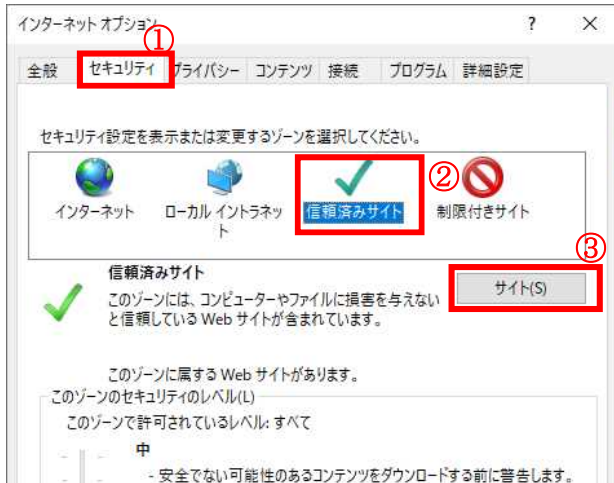 インターネット オプション ? ×
①
全般 セキュリティ プライバシー コンテンツ 接続 プログラム 詳細設定
セキュリティ設定を表示または変更するゾーンを選択してください。
②
インターネット ローカル イントラネット 信頼済みサイト 制限付きサイト
③
信頼済みサイト
サイト(S)
このゾーンには、コンピューターやファイルに損害を与えない
と信頼している Web サイトが含まれています。
このゾーンに属する Web サイトがあります。
このゾーンのセキュリティのレベル(L)
このゾーンで許可されているレベル: すべて
中
- 安全でない可能性のあるコンテンツをダウンロードする前に警告します。